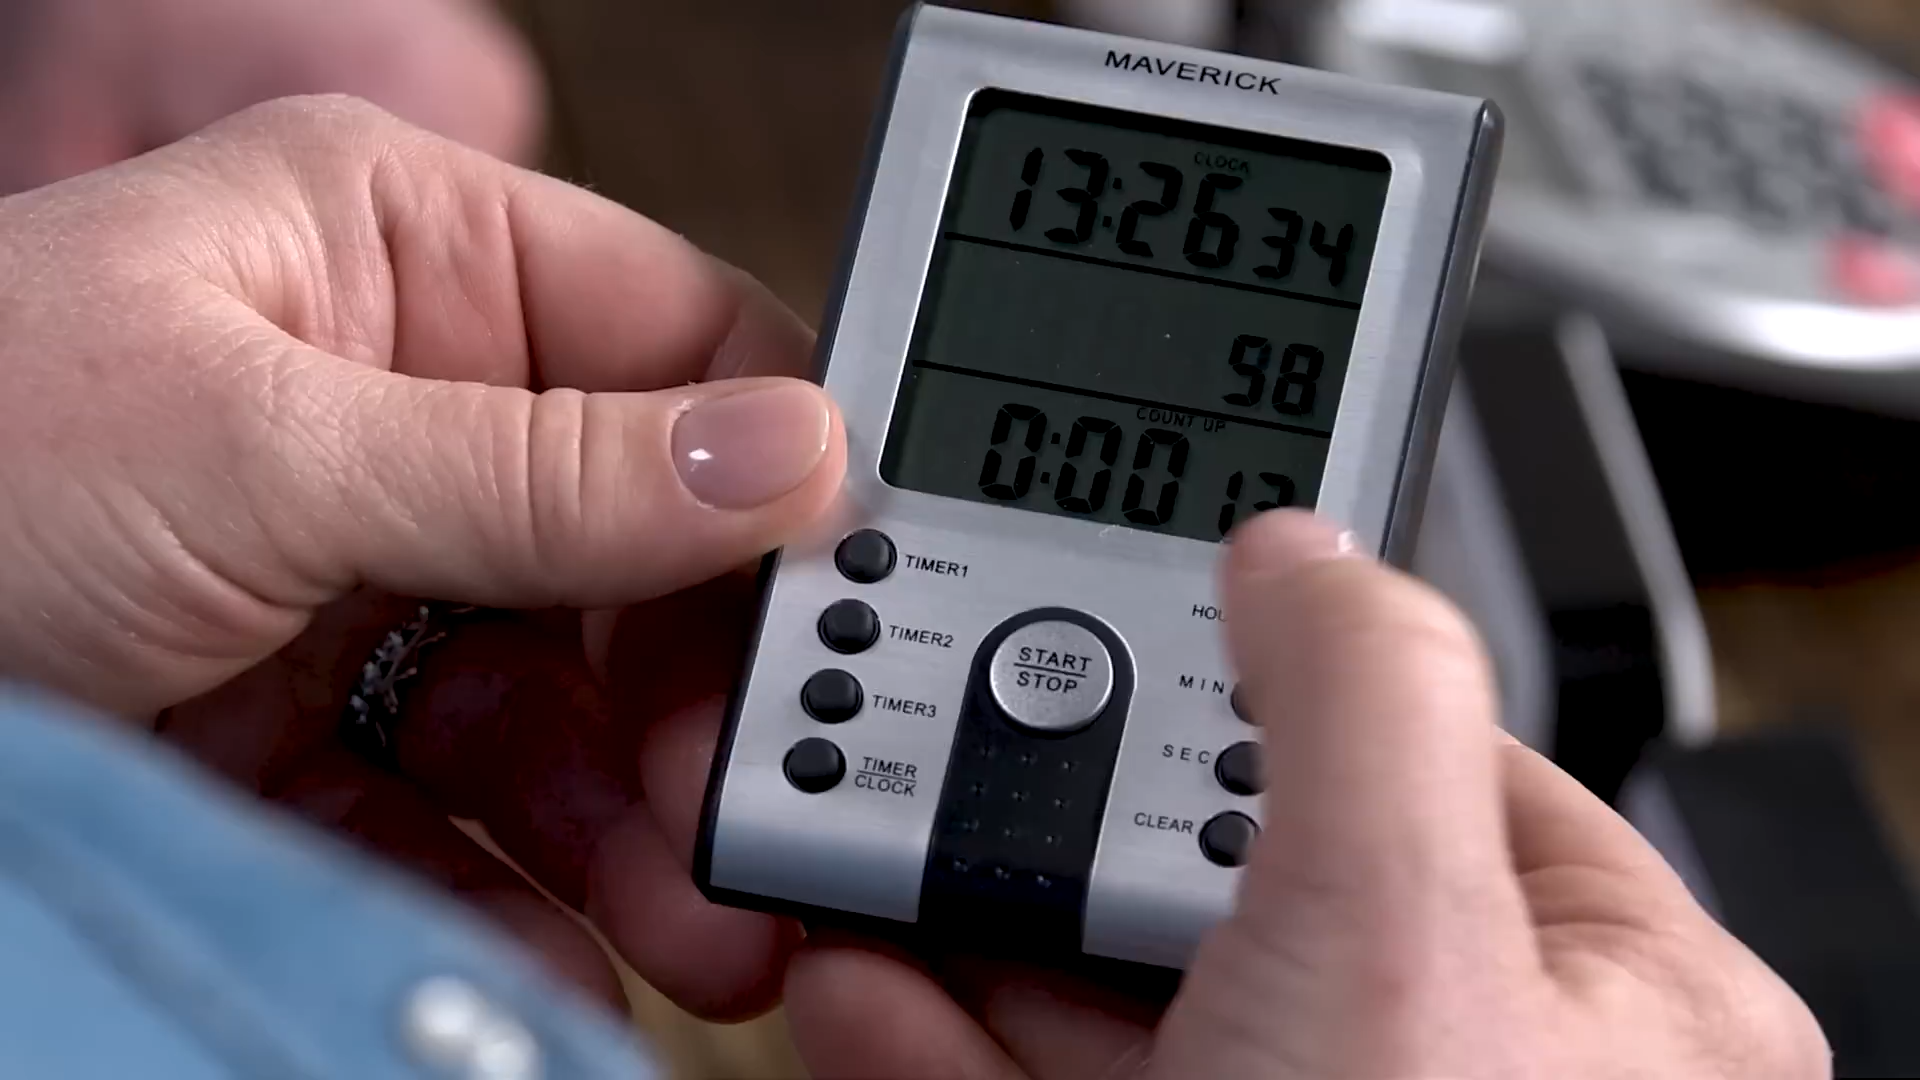 MAVERICK
CLOCK
13:26 34
58
COUNT UP
0:00
TIMER1
TIMER2
TIMER3
TIMER
CLOCK
START
STOP
MIN
SEC
CLEAR